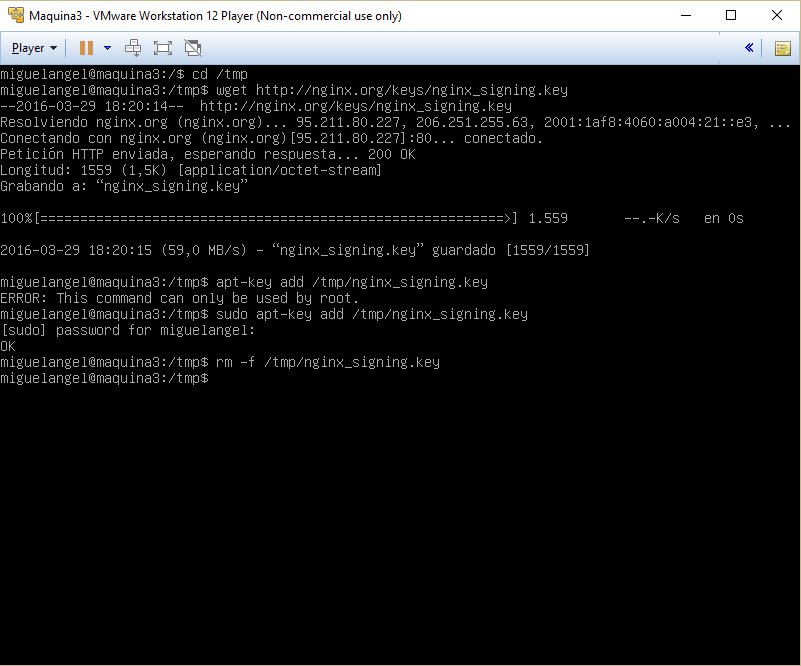 Maquina3 - VMware Workstation 12 Player (Non-commercial use only)
Player
miguelangel@maquina3:/$ cd /tmp
miguelangel@maquina3:/tmp$ wget http://nginx.org/keys/nginx_signing.key
--2016-03-29 18:20:14--  http://nginx.org/keys/nginx_signing.key
Resolviendo nginx.org (nginx.org)... 95.211.80.227, 206.251.255.63, 2001:1af8:4060:a004:21::e3, ...
Conectando con nginx.org (nginx.org)[95.211.80.227]:80... conectado.
Petición HTTP enviada, esperando respuesta... 200 OK
Longitud: 1559 (1,5K) [application/octet-stream]
Grabando a: “nginx_signing.key”
100%[==========================================================>] 1.559       --.-K/s   en 0s
2016-03-29 18:20:15 (59,0 MB/s) - “nginx_signing.key” guardado [1559/1559]
miguelangel@maquina3:/tmp$ apt-key add /tmp/nginx_signing.key
ERROR: This command can only be used by root.
miguelangel@maquina3:/tmp$ sudo apt-key add /tmp/nginx_signing.key
[sudo] password for miguelangel:
OK
miguelangel@maquina3:/tmp$ rm -f /tmp/nginx_signing.key
miguelangel@maquina3:/tmp$